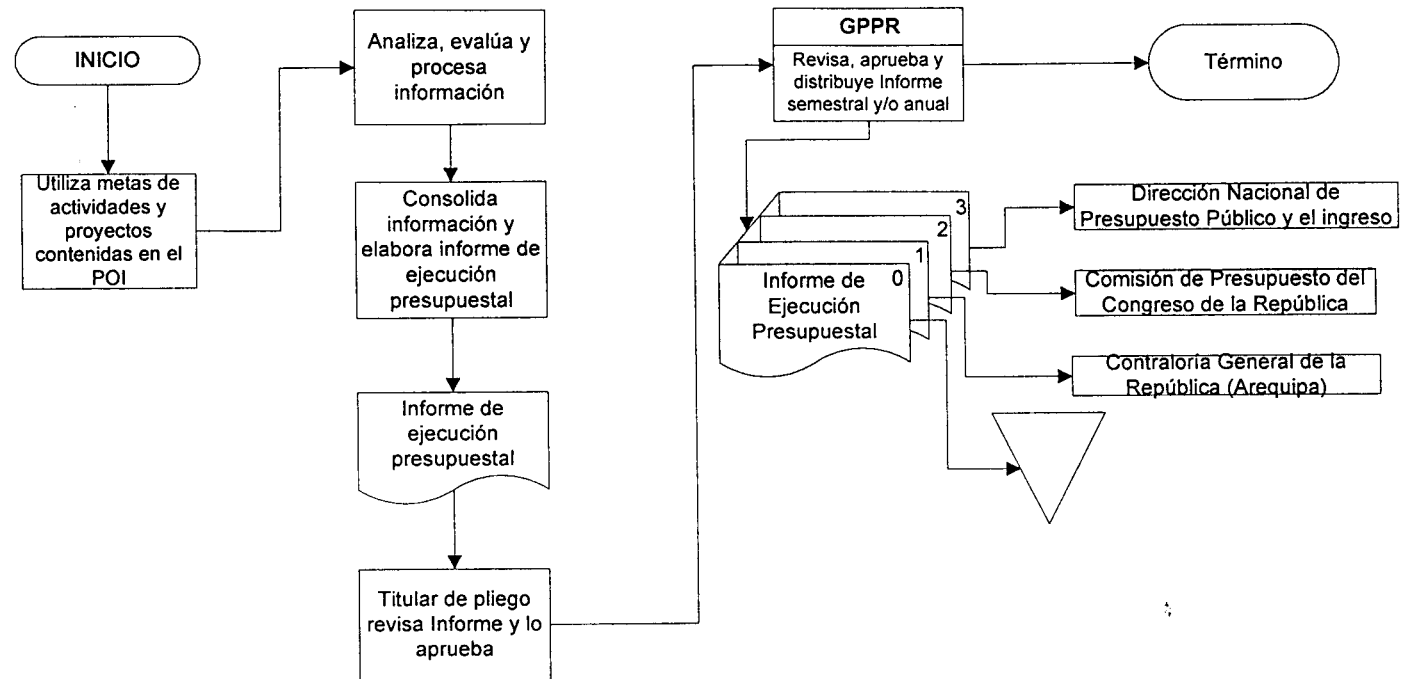 INICIO
Utiliza metas de
actividades y
proyectos
contenidas en el
POI
Analiza, evalúa y
procesa
información
Consolida
información y
elabora informe de
ejecución
presupuestal
Informe de
ejecución
presupuestal
Titular de pliego
revisa Informe y lo
aprueba
GPPR
Revisa, aprueba y
distribuye Informe
semestral y/o anual
Término
3
2
1
0
Informe de
Ejecución
Presupuestal
Dirección Nacional de
Presupuesto Público y el ingreso
Comisión de Presupuesto del
Congreso de la República
Contraloría General de la
República (Arequipa)